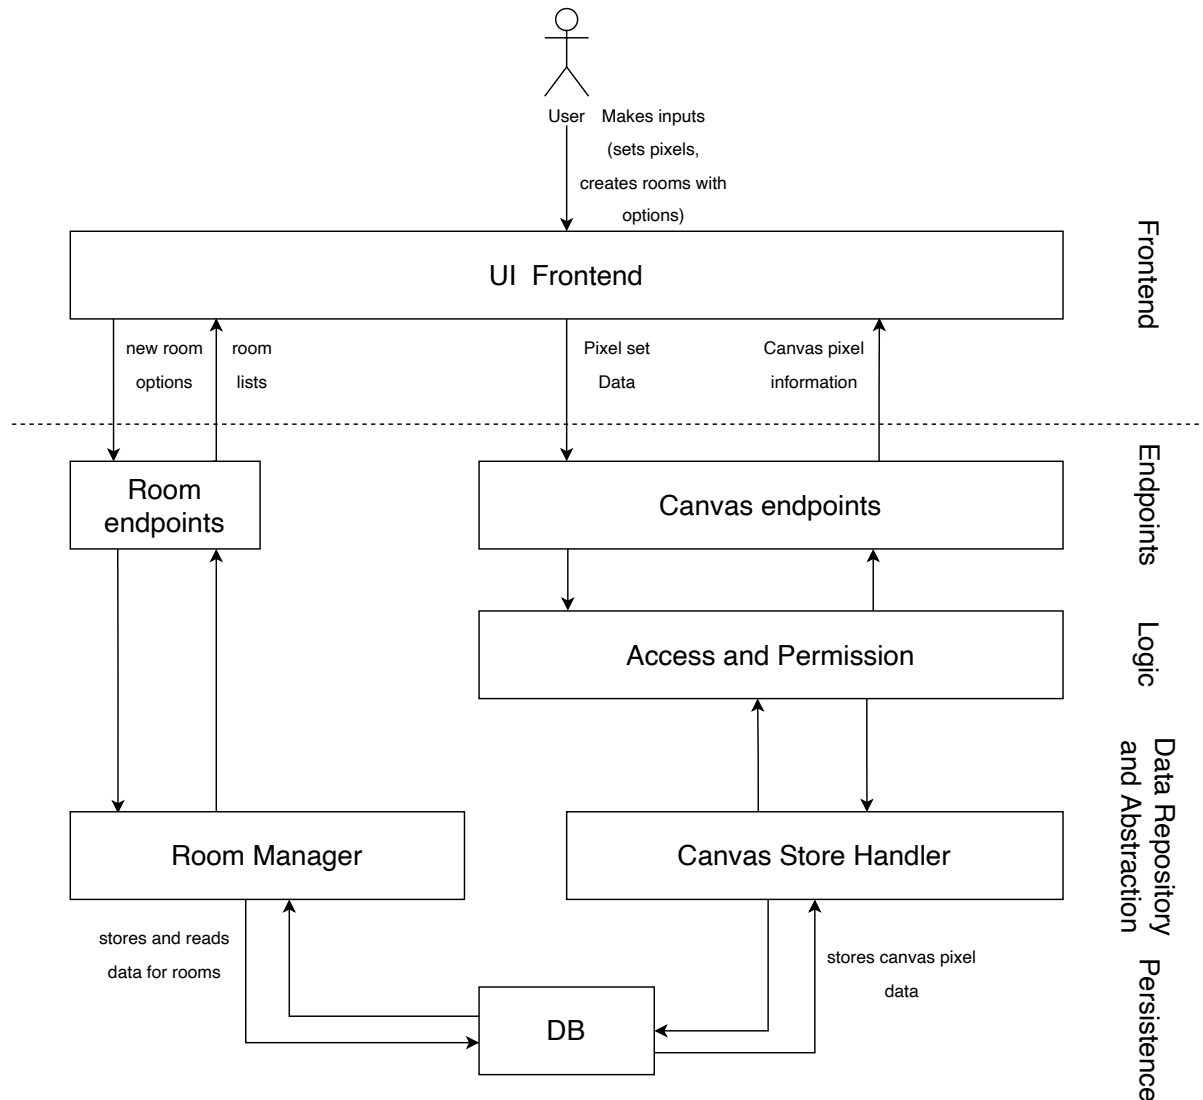 User
Makes inputs
(sets pixels,
creates rooms with
options)
UI Frontend
Frontend
new room
options
room
lists
Pixel set
Data
Canvas pixel
information
Room
endpoints
Canvas endpoints
Endpoints
Access and Permission
Logic
Room Manager
Canvas Store Handler
Data Repository
and Abstraction
stores and reads
data for rooms
stores canvas pixel
data
DB
Persistence